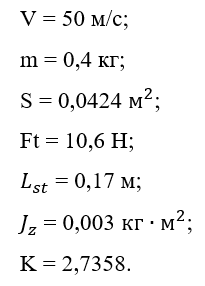 V = 50 м/с;
m = 0,4 кг;
S = 0,0424 м²;
Ft = 10,6 Н;
𝐿ₛₜ = 0,17 м;
𝐽_z = 0,003 кг ∙ м²;
K = 2,7358.